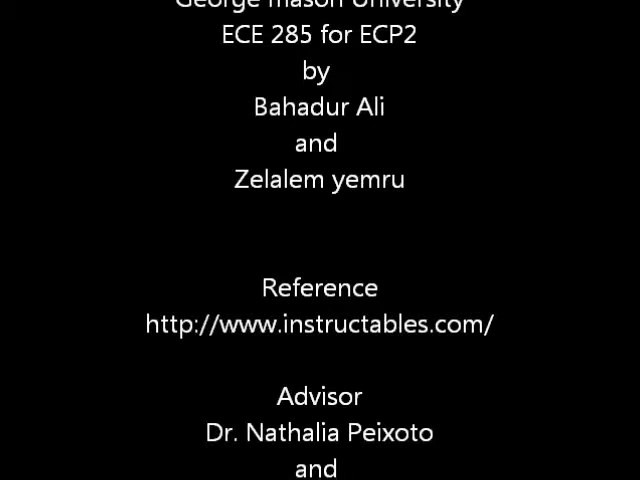 George mason University
ECE 285 for ECP2
by
Bahadur Ali
and
Zelalem yemru
Reference
http://www.instructables.com/
Advisor
Dr. Nathalia Peixoto
and